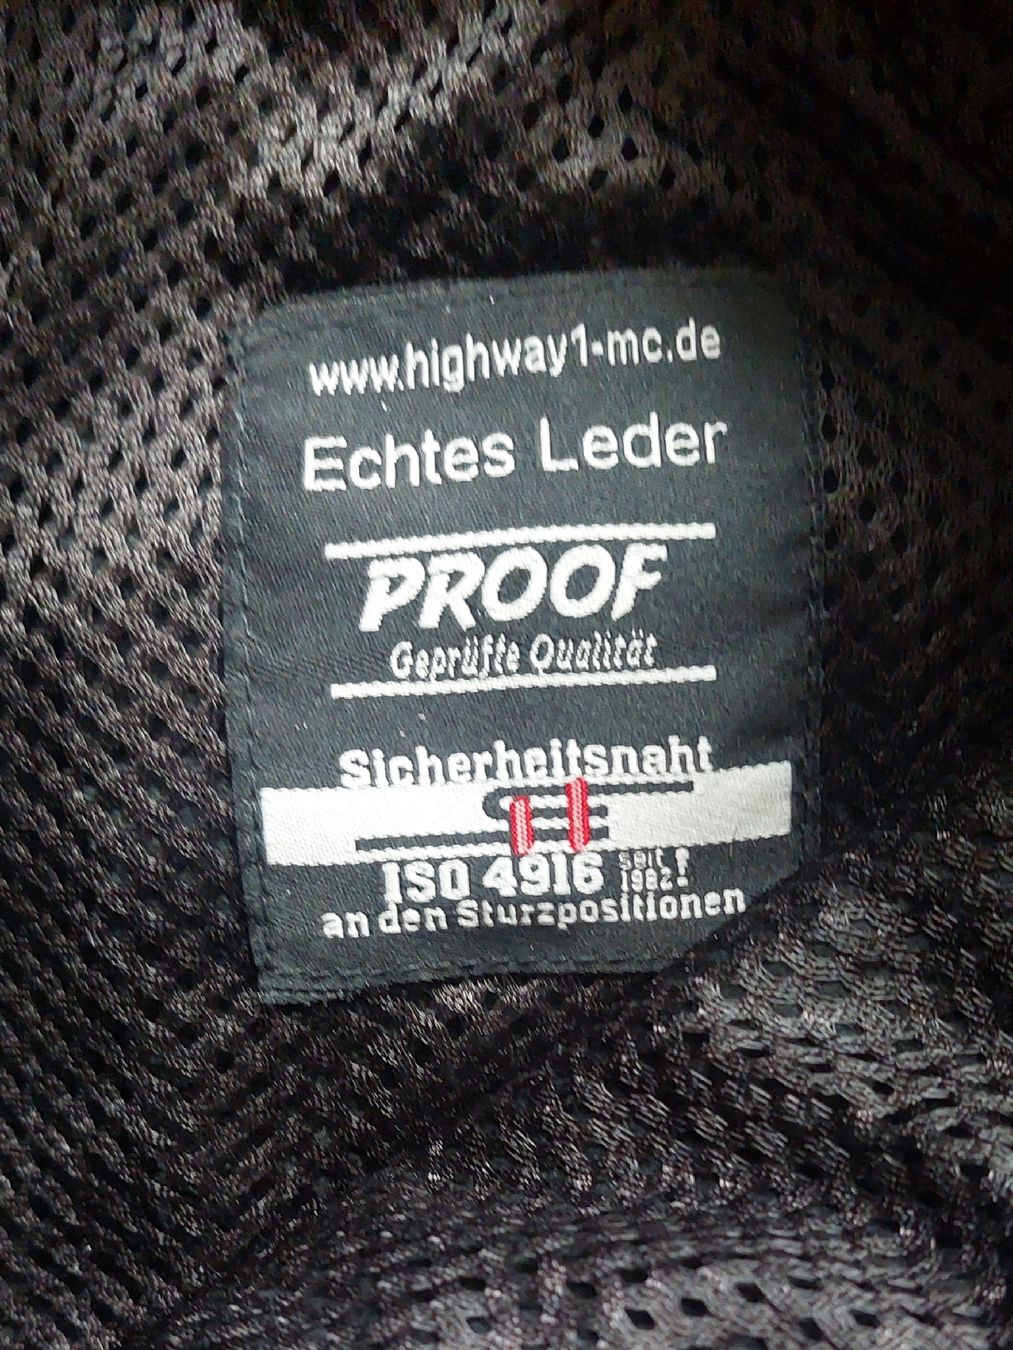 www.highway1-mc.de
Echtes Leder
PROOF
Geprüfte Qualität
Sicherheitsnaht
ISO 4916 seit 1982!
an den Sturzpositionen